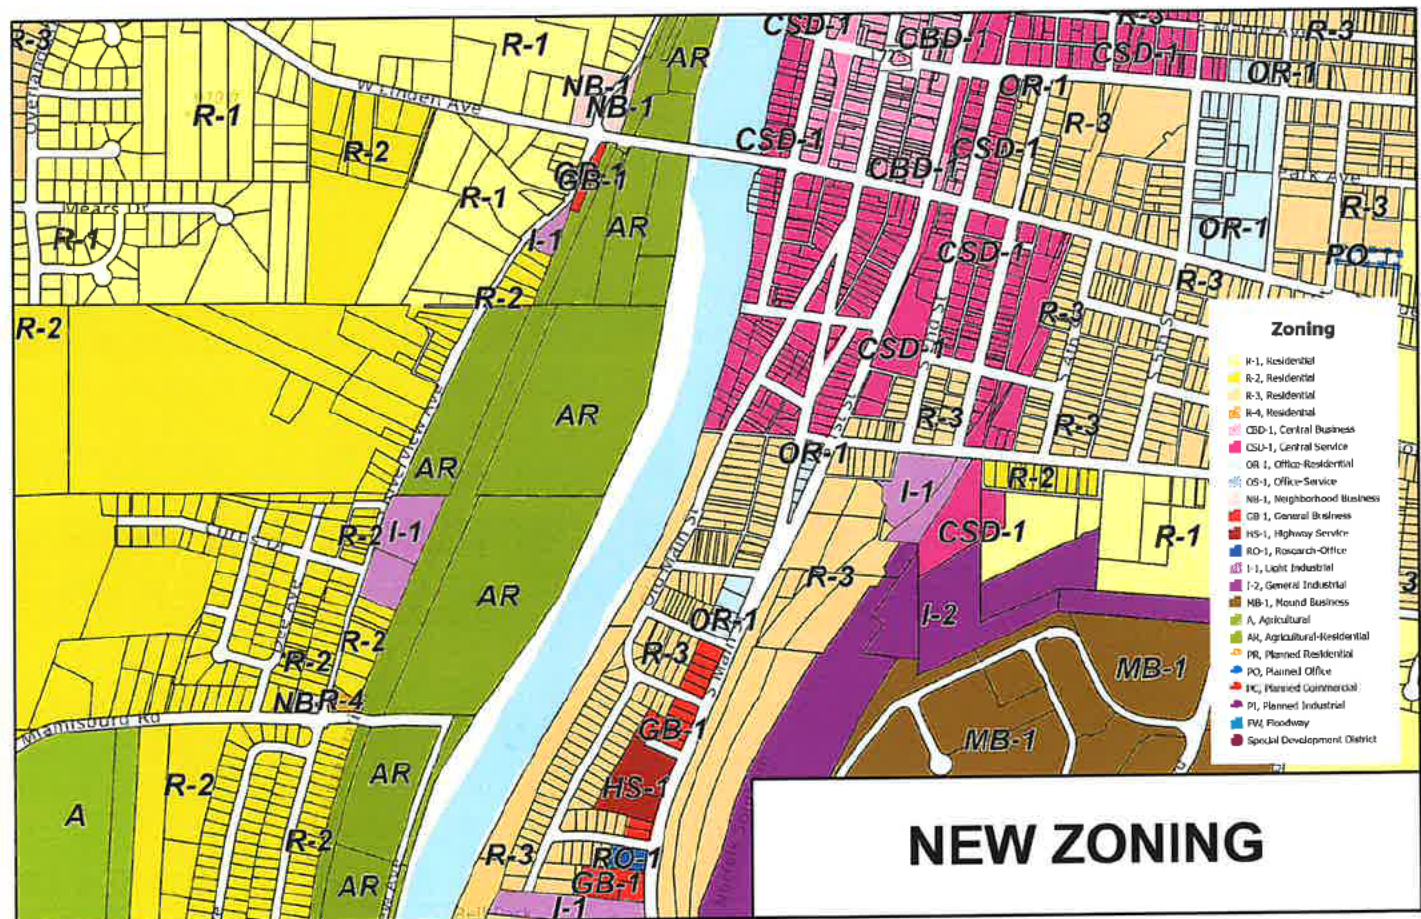 R-3
R-1
AR
CSD-1
CBD-1
R-3
CSD-1
R-3
OR-1
OR-1
NB-1
NB-1
W Linden Ave
R-1
R-2
R-3
CSD-1
CSD-1
CBD-1
GB-1
R-1
Park Ave
R-3
Mears Dr
R-1
I-1
AR
OR-1
CSD-1
PO
R-3
R-2
R-2
R-3
CSD-1
Zoning
R-1, Residential
R-2, Residential
R-3, Residential
R-4, Residential
CBD-1, Central Business
CSD-1, Central Service
OR-1, Office-Residential
OS-1, Office-Service
NB-1, Neighborhood Business
GB-1, General Business
HS-1, Highway Service
RO-1, Research-Office
I-1, Light Industrial
I-2, General Industrial
MB-1, Mound Business
A, Agricultural
AR, Agricultural-Residential
PR, Planned Residential
PO, Planned Office
PC, Planned Commercial
PI, Planned Industrial
FW, Floodway
Special Development District
AR
R-3
R-3
OR-1
AR
I-1
R-2
R-2
I-1
CSD-1
R-1
Old Main St
R-3
AR
OR-1
I-2
R-2
R-3
R-2
MB-1
S Main
NB
R-4
GB-1
MB-1
Miamisburg Rd
AR
R-2
HS-1
A
R-2
R-3
RO-1
GB-1
AR
I-1
NEW ZONING